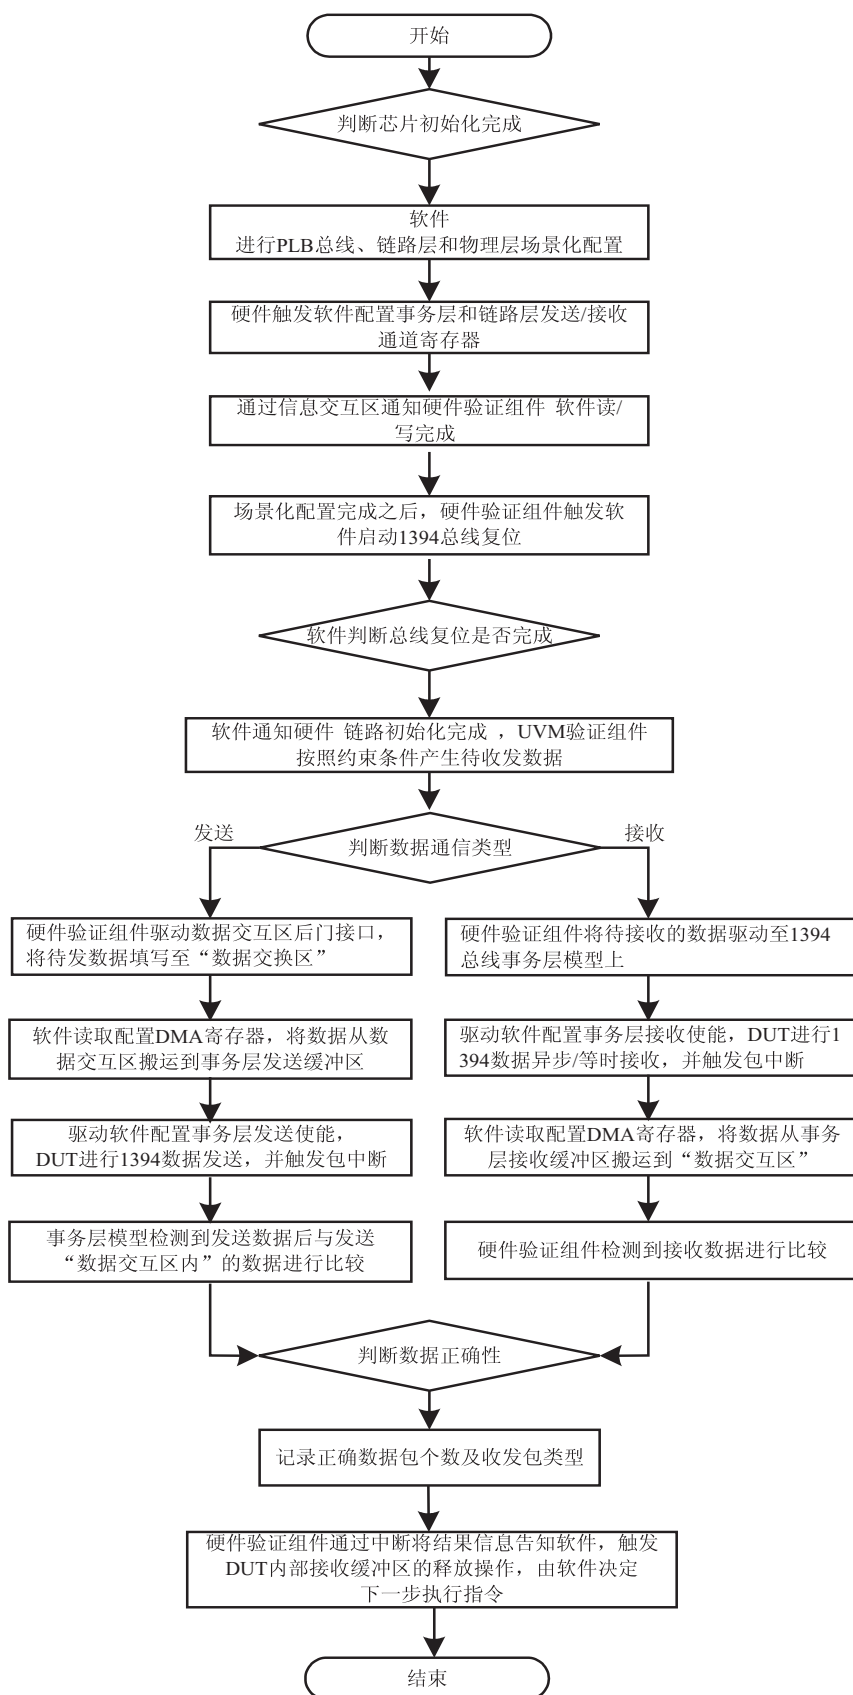 开始
判断芯片初始化完成
软件
进行PLB总线、链路层和物理层场景化配置
硬件触发软件配置事务层和链路层发送/接收
通道寄存器
通过信息交互区通知硬件验证组件 软件读/
写完成
场景化配置完成之后，硬件验证组件触发软
件启动1394总线复位
软件判断总线复位是否完成
软件通知硬件 链路初始化完成 ，UVM验证组件
按照约束条件产生待收发数据
判断数据通信类型
发送
接收
硬件验证组件驱动数据交互区后门接口，
将待发数据填写至“数据交换区”
软件读取配置DMA寄存器，将数据从数
据交互区搬运到事务层发送缓冲区
驱动软件配置事务层发送使能，
DUT进行1394数据发送，并触发包中断
事务层模型检测到发送数据后与发送
“数据交互区内”的数据进行比较
硬件验证组件将待接收的数据驱动至1394
总线事务层模型上
驱动软件配置事务层接收使能，DUT进行1
394数据异步/等时接收，并触发包中断
软件读取配置DMA寄存器，将数据从事务
层接收缓冲区搬运到“数据交互区”
硬件验证组件检测到接收数据进行比较
判断数据正确性
记录正确数据包个数及收发包类型
硬件验证组件通过中断将结果信息告知软件，触发
DUT内部接收缓冲区的释放操作，由软件决定
下一步执行指令
结束